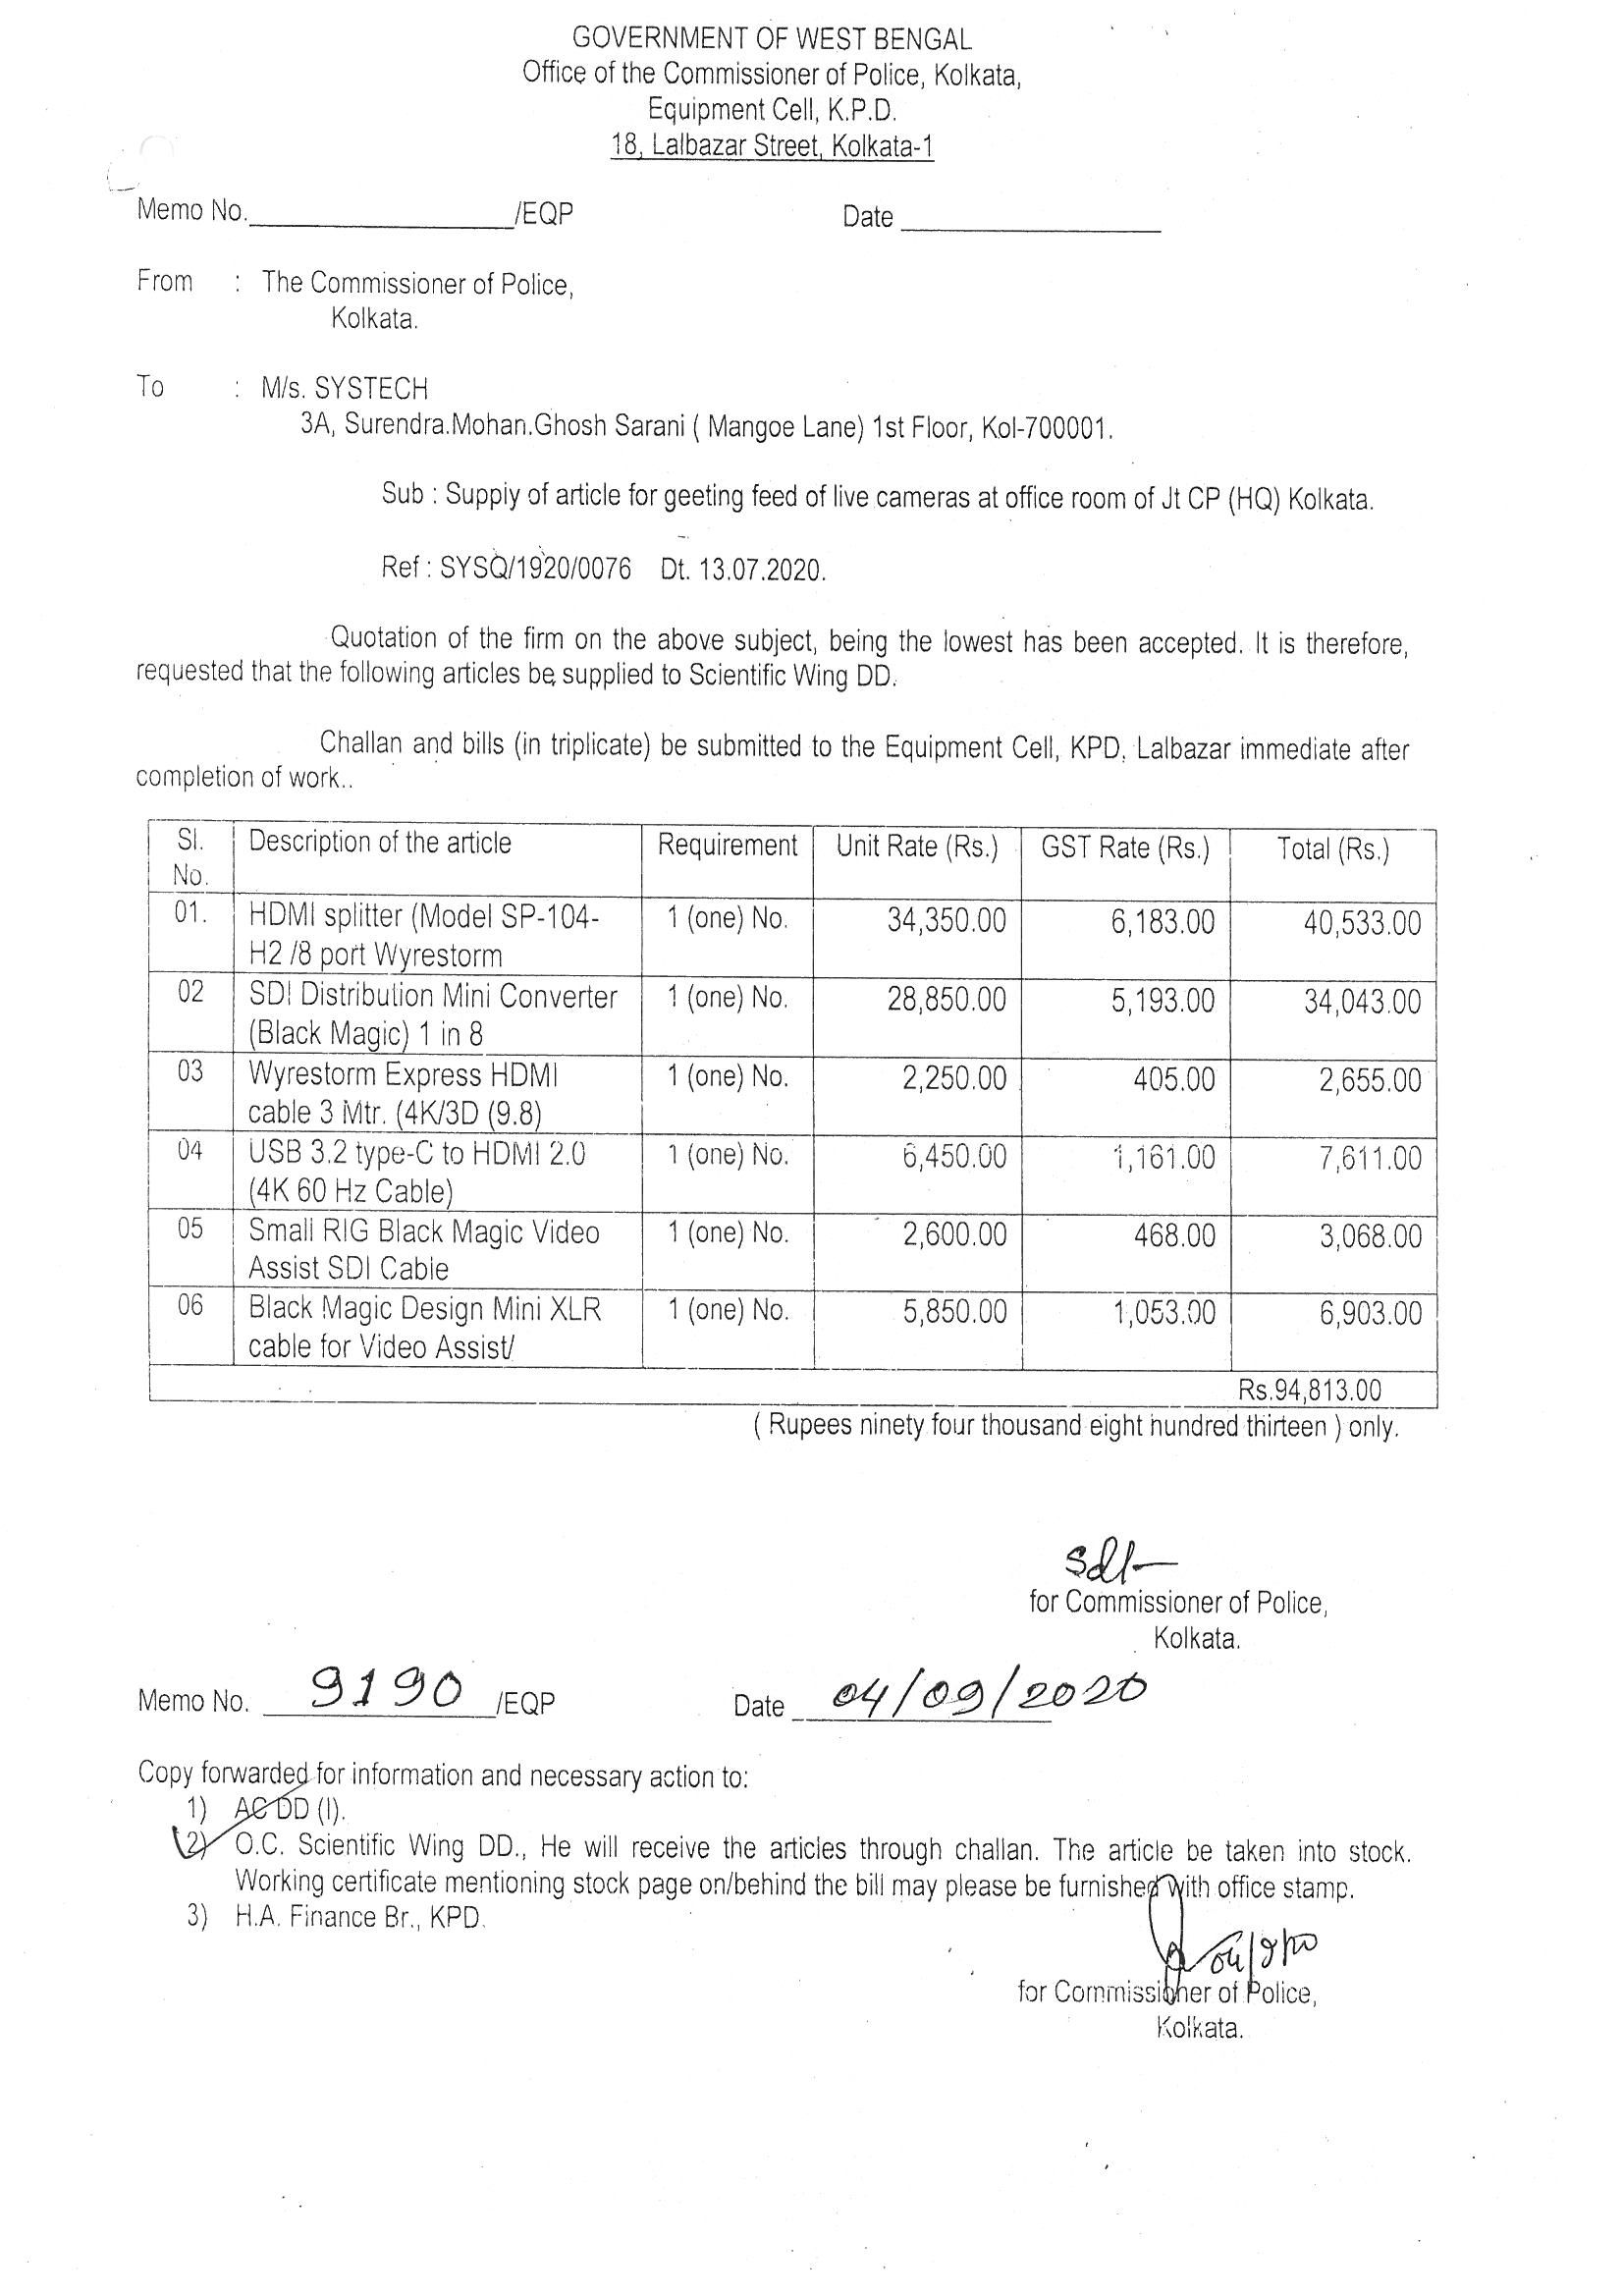 GOVERNMENT OF WEST BENGAL
Office of the Commissioner of Police, Kolkata,
Equipment Cell, K.P.D.
18, Lalbazar Street, Kolkata-1
Memo No. /EQP Date
From : The Commissioner of Police,
Kolkata.
To : M/s. SYSTECH
3A, Surendra.Mohan.Ghosh Sarani ( Mangoe Lane) 1st Floor, Kol-700001.
Sub : Supply of article for geeting feed of live cameras at office room of Jt CP (HQ) Kolkata.
Ref : SYSQ/1920/0076 Dt. 13.07.2020.
Quotation of the firm on the above subject, being the lowest has been accepted. It is therefore,
requested that the following articles be supplied to Scientific Wing DD.
Challan and bills (in triplicate) be submitted to the Equipment Cell, KPD, Lalbazar immediate after
completion of work..
Sl. Description of the article Requirement Unit Rate (Rs.) GST Rate (Rs.) Total (Rs.)
No.
01. HDMI splitter (Model SP-104- 1 (one) No. 34,350.00 6,183.00 40,533.00
H2 /8 port Wyrestorm
02 SDI Distribution Mini Converter 1 (one) No. 28,850.00 5,193.00 34,043.00
(Black Magic) 1 in 8
03 Wyrestorm Express HDMI 1 (one) No. 2,250.00 405.00 2,655.00
cable 3 Mtr. (4K/3D (9.8)
04 USB 3.2 type-C to HDMI 2.0 1 (one) No. 6,450.00 1,161.00 7,611.00
(4K 60 Hz Cable)
05 Small RIG Black Magic Video 1 (one) No. 2,600.00 468.00 3,068.00
Assist SDI Cable
06 Black Magic Design Mini XLR 1 (one) No. 5,850.00 1,053.00 6,903.00
cable for Video Assist/
Rs.94,813.00
( Rupees ninety four thousand eight hundred thirteen ) only.
Sd/-
for Commissioner of Police,
Kolkata.
Memo No. 9190 /EQP Date 04/09/2020
Copy forwarded for information and necessary action to:
1) AC DD (I).
2) O.C. Scientific Wing DD., He will receive the articles through challan. The article be taken into stock.
Working certificate mentioning stock page on/behind the bill may please be furnished with office stamp.
3) H.A. Finance Br., KPD.
04/9/20
for Commissioner of Police,
Kolkata.